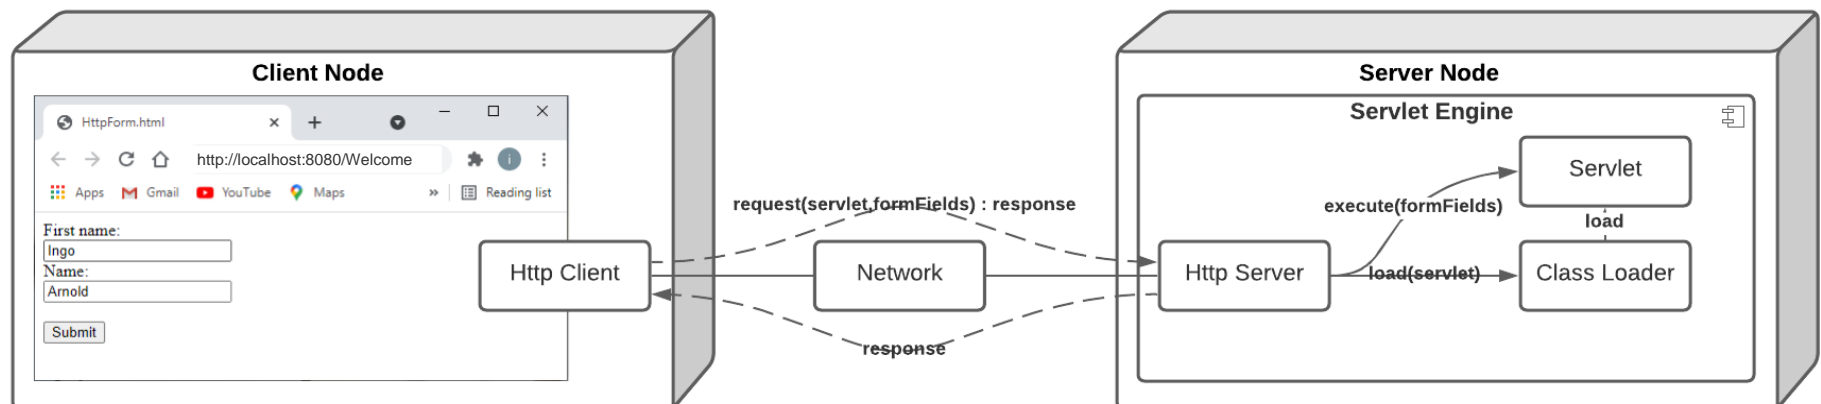 Client Node
HttpForm.html
http://localhost:8080/Welcome
i
Apps Gmail YouTube Maps » Reading list
First name:
Ingo
Name:
Arnold
Submit
Http Client
request(servlet,formFields) : response
Network
response
Server Node
Servlet Engine
Servlet
execute(formFields)
load
Http Server
load(servlet)
Class Loader